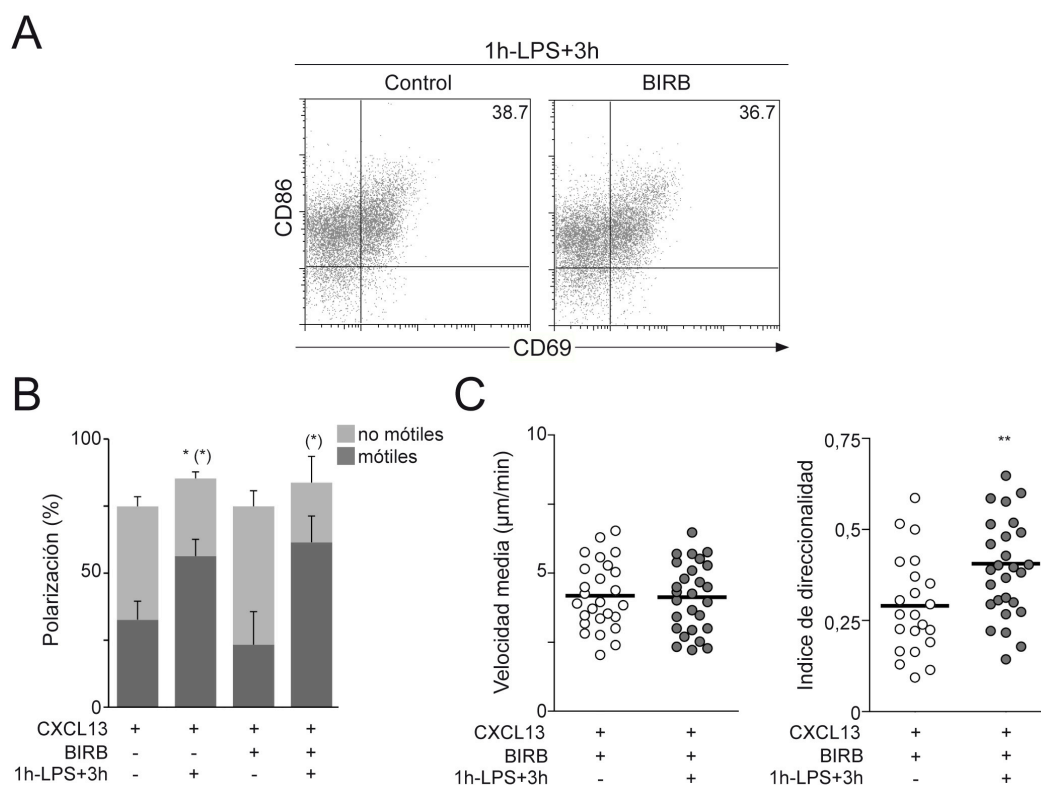 A
1h-LPS+3h
Control BIRB
38.7 36.7
CD86
CD69
B
100
50
0
Polarización (%)
* (*) (*)
no mótiles
mótiles
CXCL13 + + + +
BIRB - - + +
1h-LPS+3h - + - +
C
10
5
0
Velocidad media (µm/min)
CXCL13 + +
BIRB + +
1h-LPS+3h - +
0,75
0,5
0,25
0
Indice de direccionalidad
**
CXCL13 + +
BIRB + +
1h-LPS+3h - +